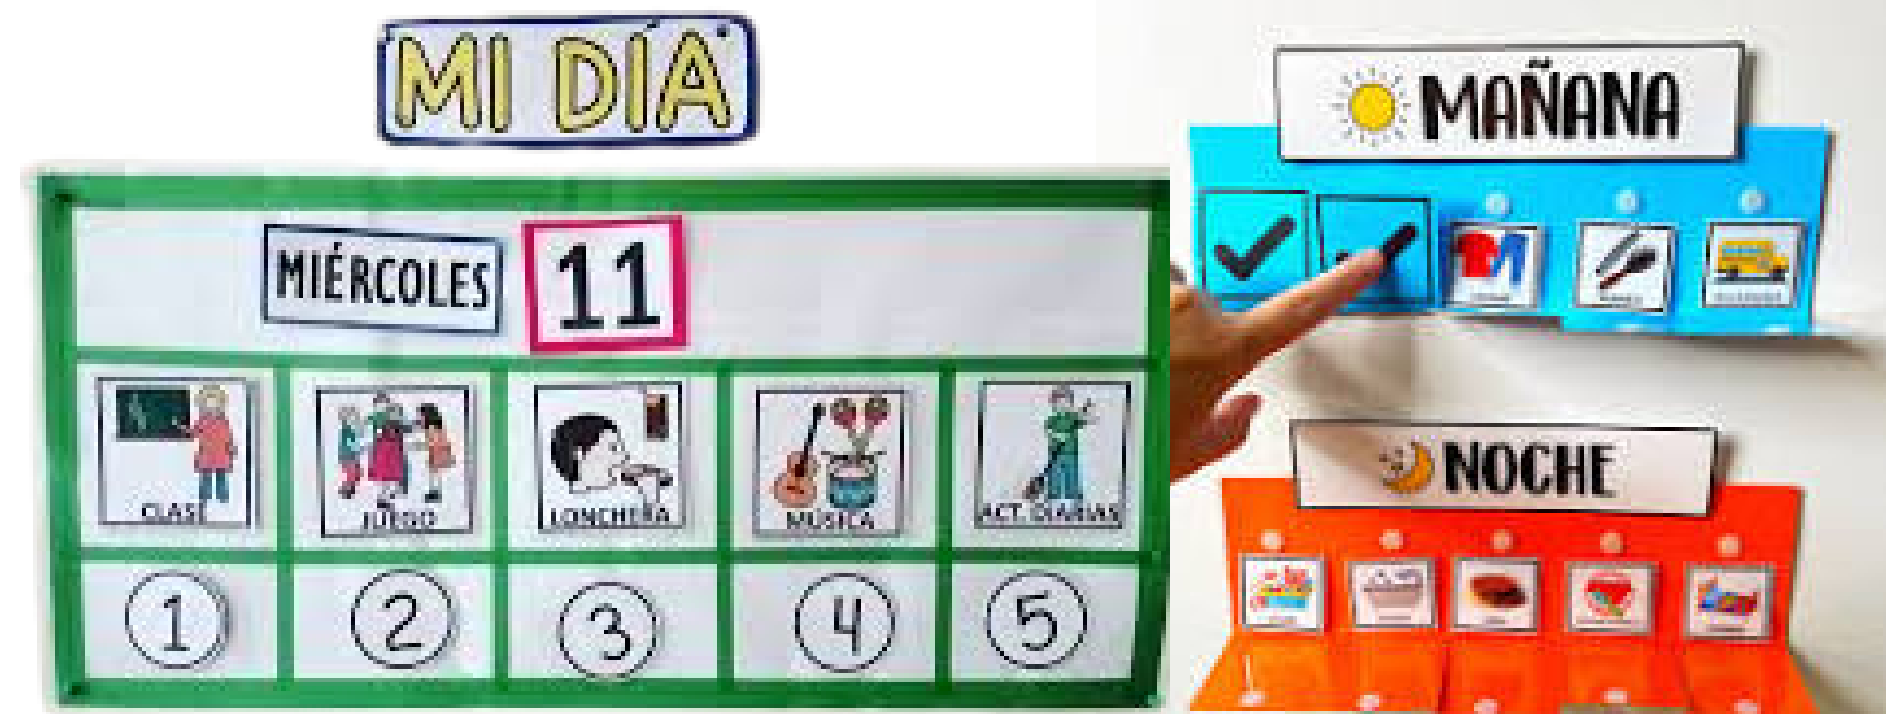 MI DÍA
MIÉRCOLES 11
CLASE
JUEGO
LONCHERA
MÚSICA
ACT. DIARIAS
1
2
3
4
5
MAÑANA
NOCHE